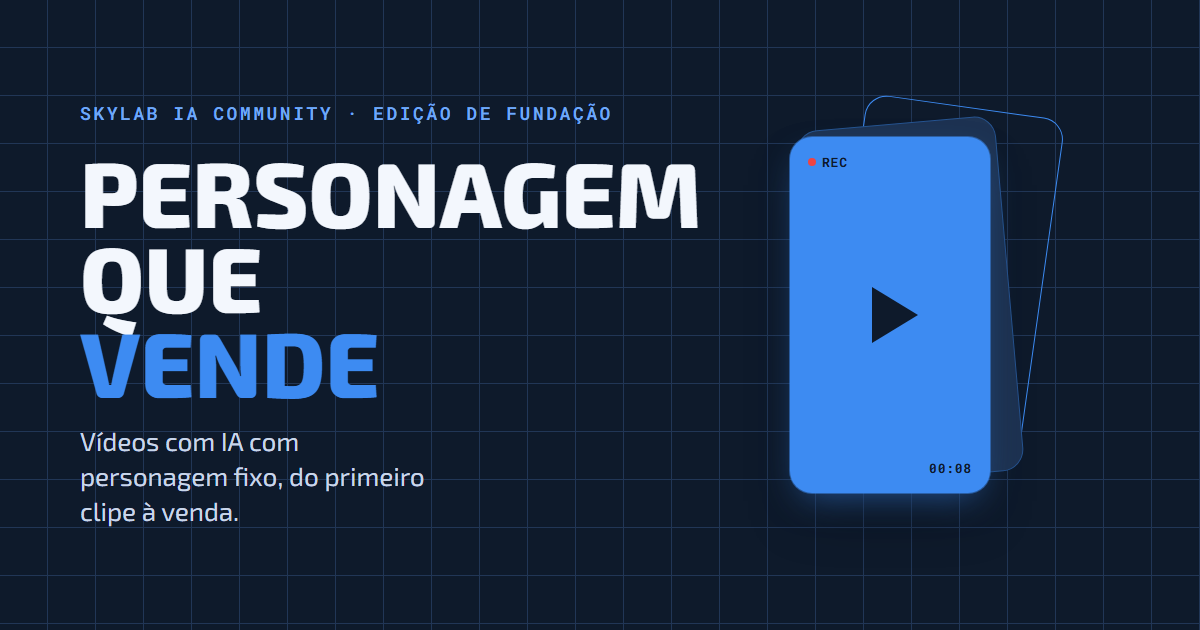 SKYLAB IA COMMUNITY · EDIÇÃO DE FUNDAÇÃO
PERSONAGEM
QUE
VENDE
Vídeos com IA com
personagem fixo, do primeiro
clipe à venda.
REC
00:08